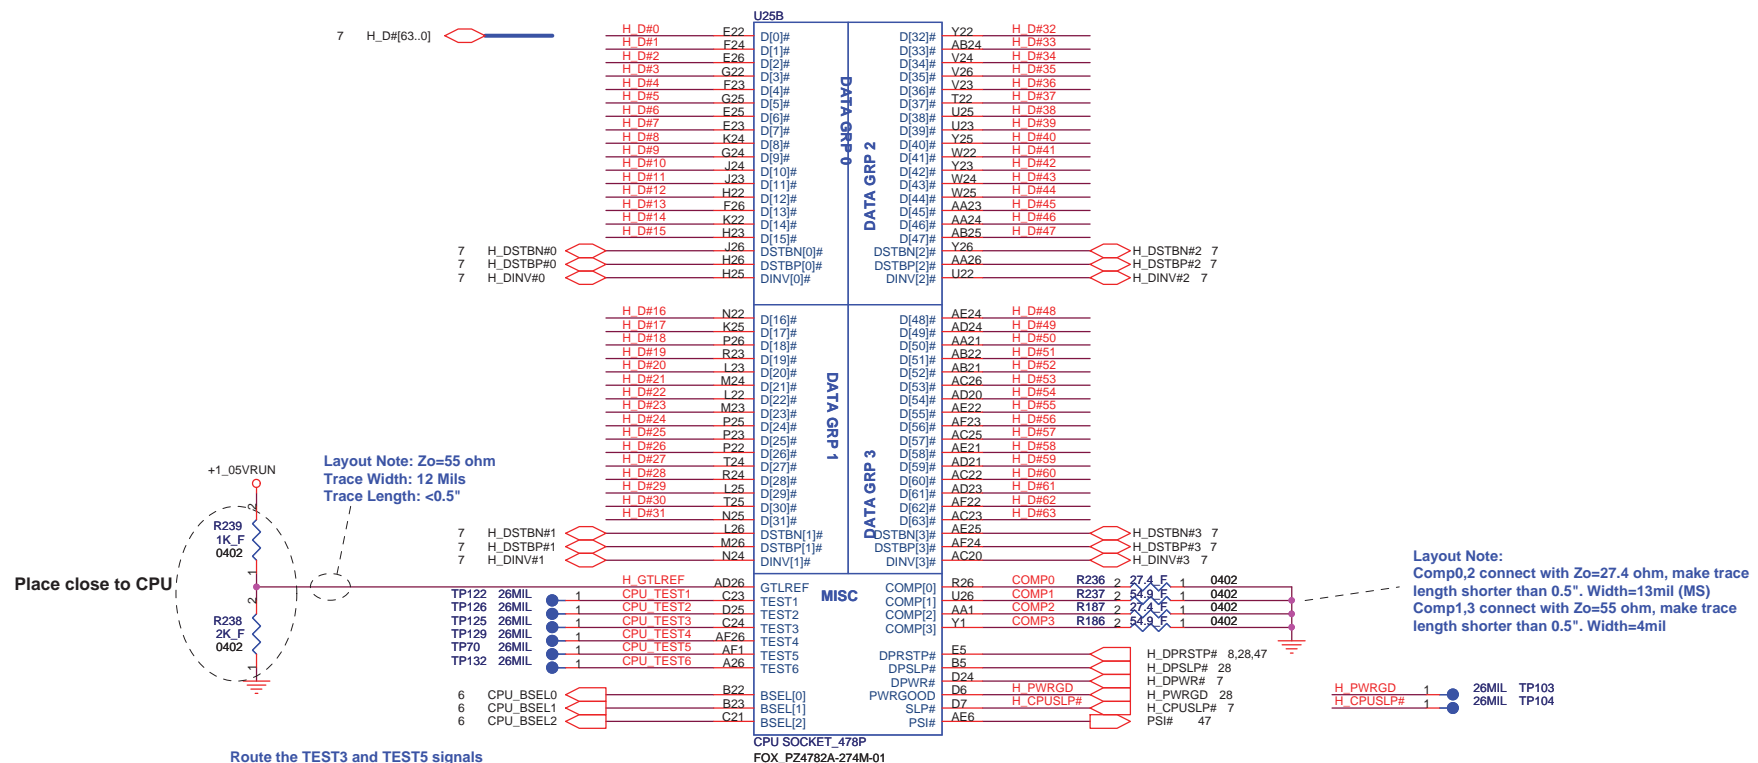 U25B
7 H_D#[63..0]
H_D#0 E22 D[0]# D[32]# Y22 H_D#32
H_D#1 F24 D[1]# D[33]# AB24 H_D#33
H_D#2 E26 D[2]# D[34]# V24 H_D#34
H_D#3 G22 D[3]# D[35]# V26 H_D#35
H_D#4 F23 D[4]# D[36]# V23 H_D#36
H_D#5 G25 D[5]# D[37]# T22 H_D#37
H_D#6 E25 D[6]# D[38]# U25 H_D#38
H_D#7 E23 D[7]# D[39]# U23 H_D#39
H_D#8 K24 D[8]# D[40]# Y25 H_D#40
H_D#9 G24 D[9]# D[41]# W22 H_D#41
H_D#10 J24 D[10]# D[42]# Y23 H_D#42
H_D#11 J23 D[11]# D[43]# W24 H_D#43
H_D#12 H22 D[12]# D[44]# W25 H_D#44
H_D#13 F26 D[13]# D[45]# AA23 H_D#45
H_D#14 K22 D[14]# D[46]# AA24 H_D#46
H_D#15 H23 D[15]# D[47]# AB25 H_D#47
7 H_DSTBN#0 J26 DSTBN[0]# DSTBN[2]# Y26 H_DSTBN#2 7
7 H_DSTBP#0 H26 DSTBP[0]# DSTBP[2]# AA26 H_DSTBP#2 7
7 H_DINV#0 H25 DINV[0]# DINV[2]# U22 H_DINV#2 7
DATA GRP 0
DATA GRP 2
H_D#16 N22 D[16]# D[48]# AE24 H_D#48
H_D#17 K25 D[17]# D[49]# AD24 H_D#49
H_D#18 P26 D[18]# D[50]# AA21 H_D#50
H_D#19 R23 D[19]# D[51]# AB22 H_D#51
H_D#20 L23 D[20]# D[52]# AB21 H_D#52
H_D#21 M24 D[21]# D[53]# AC26 H_D#53
H_D#22 L22 D[22]# D[54]# AD20 H_D#54
H_D#23 M23 D[23]# D[55]# AE22 H_D#55
H_D#24 P25 D[24]# D[56]# AF23 H_D#56
H_D#25 P23 D[25]# D[57]# AC25 H_D#57
H_D#26 P22 D[26]# D[58]# AE21 H_D#58
H_D#27 T24 D[27]# D[59]# AD21 H_D#59
H_D#28 R24 D[28]# D[60]# AC22 H_D#60
H_D#29 L25 D[29]# D[61]# AD23 H_D#61
H_D#30 T25 D[30]# D[62]# AF22 H_D#62
H_D#31 N25 D[31]# D[63]# AC23 H_D#63
7 H_DSTBN#1 L26 DSTBN[1]# DSTBN[3]# AE25 H_DSTBN#3 7
7 H_DSTBP#1 M26 DSTBP[1]# DSTBP[3]# AF24 H_DSTBP#3 7
7 H_DINV#1 N24 DINV[1]# DINV[3]# AC20 H_DINV#3 7
DATA GRP 1
DATA GRP 3
+1_05VRUN
Layout Note: Zo=55 ohm
Trace Width: 12 Mils
Trace Length: <0.5"
2
R239
1K_F
0402
1
Place close to CPU
2
R238
2K_F
0402
1
MISC
H_GTLREF AD26 GTLREF COMP[0] R26 COMP0 R236 2 27.4_F 1 0402
TP122 26MIL 1 CPU_TEST1 C23 TEST1 COMP[1] U26 COMP1 R237 2 54.9_F 1 0402
TP126 26MIL 1 CPU_TEST2 D25 TEST2 COMP[2] AA1 COMP2 R187 2 27.4_F 1 0402
TP125 26MIL 1 CPU_TEST3 C24 TEST3 COMP[3] Y1 COMP3 R186 2 54.9_F 1 0402
TP129 26MIL 1 CPU_TEST4 AF26 TEST4
TP70 26MIL 1 CPU_TEST5 AF1 TEST5 DPRSTP# E5 H_DPRSTP# 8,28,47
TP132 26MIL 1 CPU_TEST6 A26 TEST6 DPSLP# B5 H_DPSLP# 28
DPWR# D24 H_DPWR# 7
6 CPU_BSEL0 B22 BSEL[0] PWRGOOD D6 H_PWRGD H_PWRGD 28
6 CPU_BSEL1 B23 BSEL[1] SLP# D7 H_CPUSLP# H_CPUSLP# 7
6 CPU_BSEL2 C21 BSEL[2] PSI# AE6 PSI# 47
Layout Note:
Comp0,2 connect with Zo=27.4 ohm, make trace
length shorter than 0.5". Width=13mil (MS)
Comp1,3 connect with Zo=55 ohm, make trace
length shorter than 0.5". Width=4mil
H_PWRGD 1 26MIL TP103
H_CPUSLP# 1 26MIL TP104
CPU SOCKET_478P
FOX_PZ4782A-274M-01
Route the TEST3 and TEST5 signals